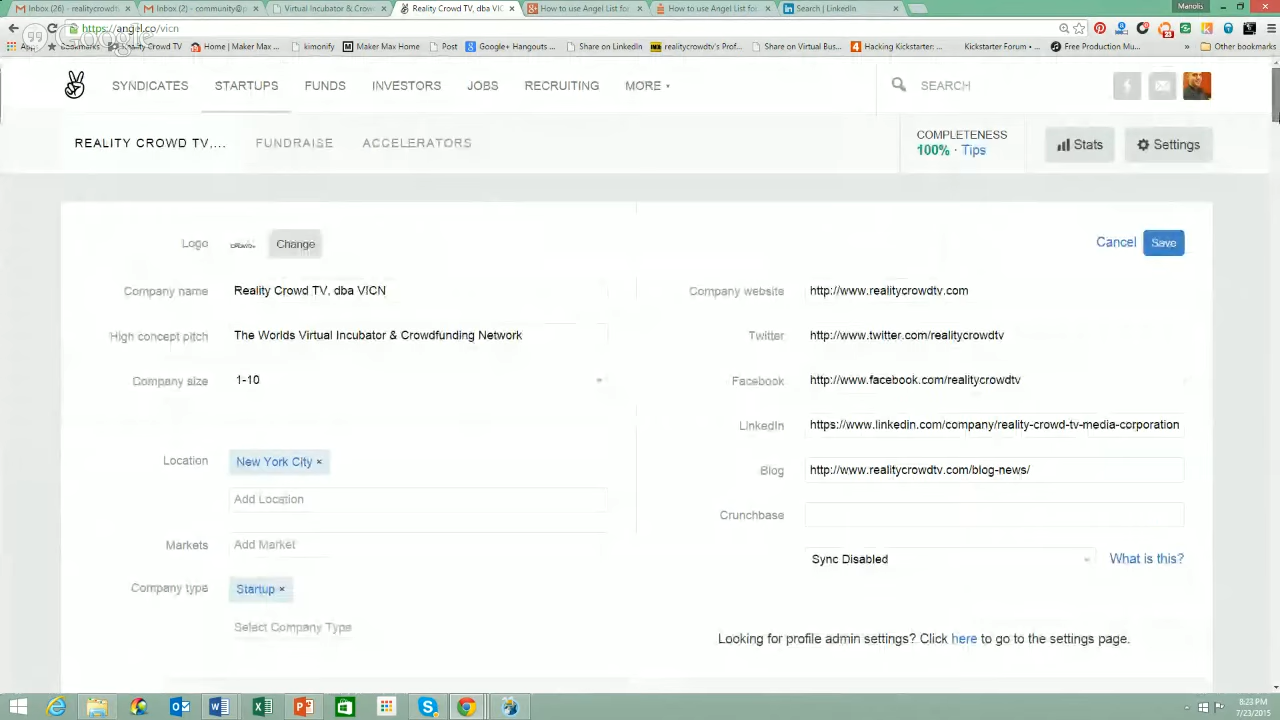 Inbox (26) - realitycrowdtv
Inbox (4) - community@p
Virtual Incubator & Crowd
Reality Crowd TV, dba VIC
How to use Angel List for
How to use Angel List for
Search | LinkedIn
Manolis
https://angel.co/vicn
Google+
Apps
Bookmarks
Reality Crowd TV
Home | Maker Max
kimonify
Maker Max Home
Post
Google+ Hangouts
Share on LinkedIn
realitycrowdtv's Prof
Share on Virtual Bus
Hacking Kickstarter:
Kickstarter Forum
Free Production Mu
» Other bookmarks
SYNDICATES STARTUPS FUNDS INVESTORS JOBS RECRUITING MORE
SEARCH
REALITY CROWD TV.... FUNDRAISE ACCELERATORS
COMPLETENESS
100% · Tips
Stats
Settings
Logo
Change
Cancel Save
Company name Reality Crowd TV, dba VICN
Company website http://www.realitycrowdtv.com
High concept pitch The Worlds Virtual Incubator & Crowdfunding Network
Twitter http://www.twitter.com/realitycrowdtv
Company size 1-10
Facebook http://www.facebook.com/realitycrowdtv
LinkedIn https://www.linkedin.com/company/reality-crowd-tv-media-corporation
Location New York City ×
Blog http://www.realitycrowdtv.com/blog-news/
Add Location
Crunchbase
Markets Add Market
Sync Disabled What is this?
Company type Startup ×
Select Company Type
Looking for profile admin settings? Click here to go to the settings page.
8:23 PM
7/23/2015